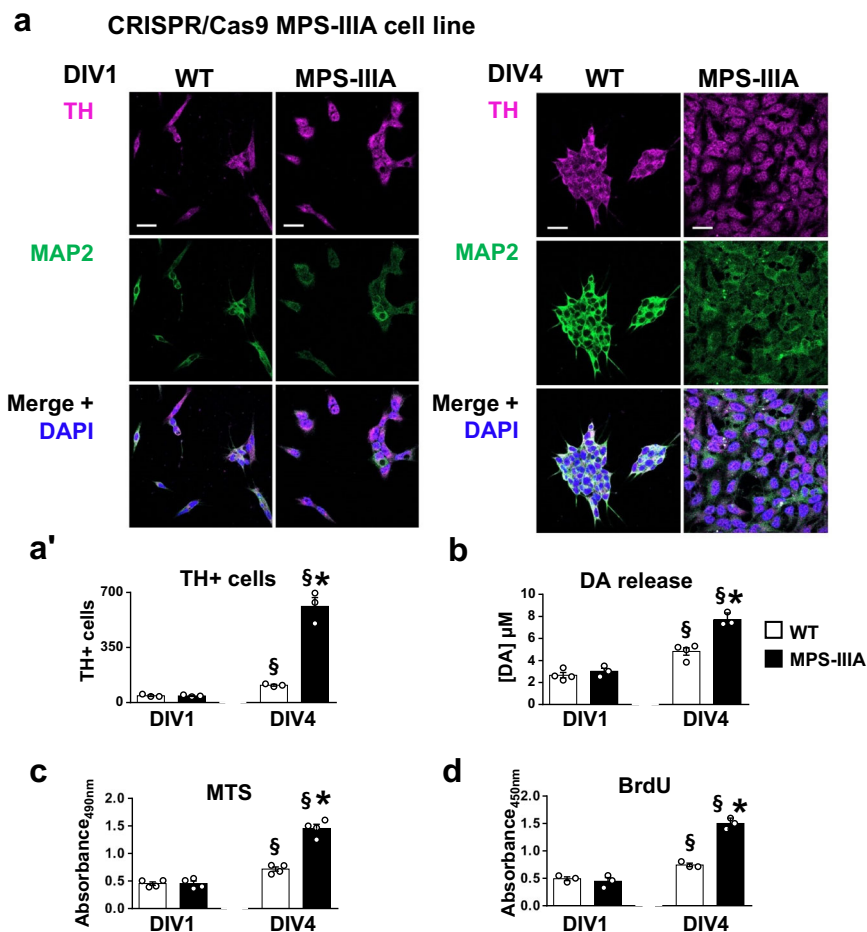 a CRISPR/Cas9 MPS-IIIA cell line
DIV1 WT MPS-IIIA DIV4 WT MPS-IIIA
TH TH
MAP2 MAP2
Merge + Merge +
DAPI DAPI
a'
TH+ cells
TH+ cells
700
350
0
§ §*
DIV1 DIV4
b
DA release
[DA] µM
10
8
6
4
2
0
§ §*
DIV1 DIV4
WT
MPS-IIIA
c
MTS
Absorbance490nm
2.0
1.5
1.0
0.5
0.0
§ §*
DIV1 DIV4
d
BrdU
Absorbance450nm
2.0
1.5
1.0
0.5
0.0
§ §*
DIV1 DIV4